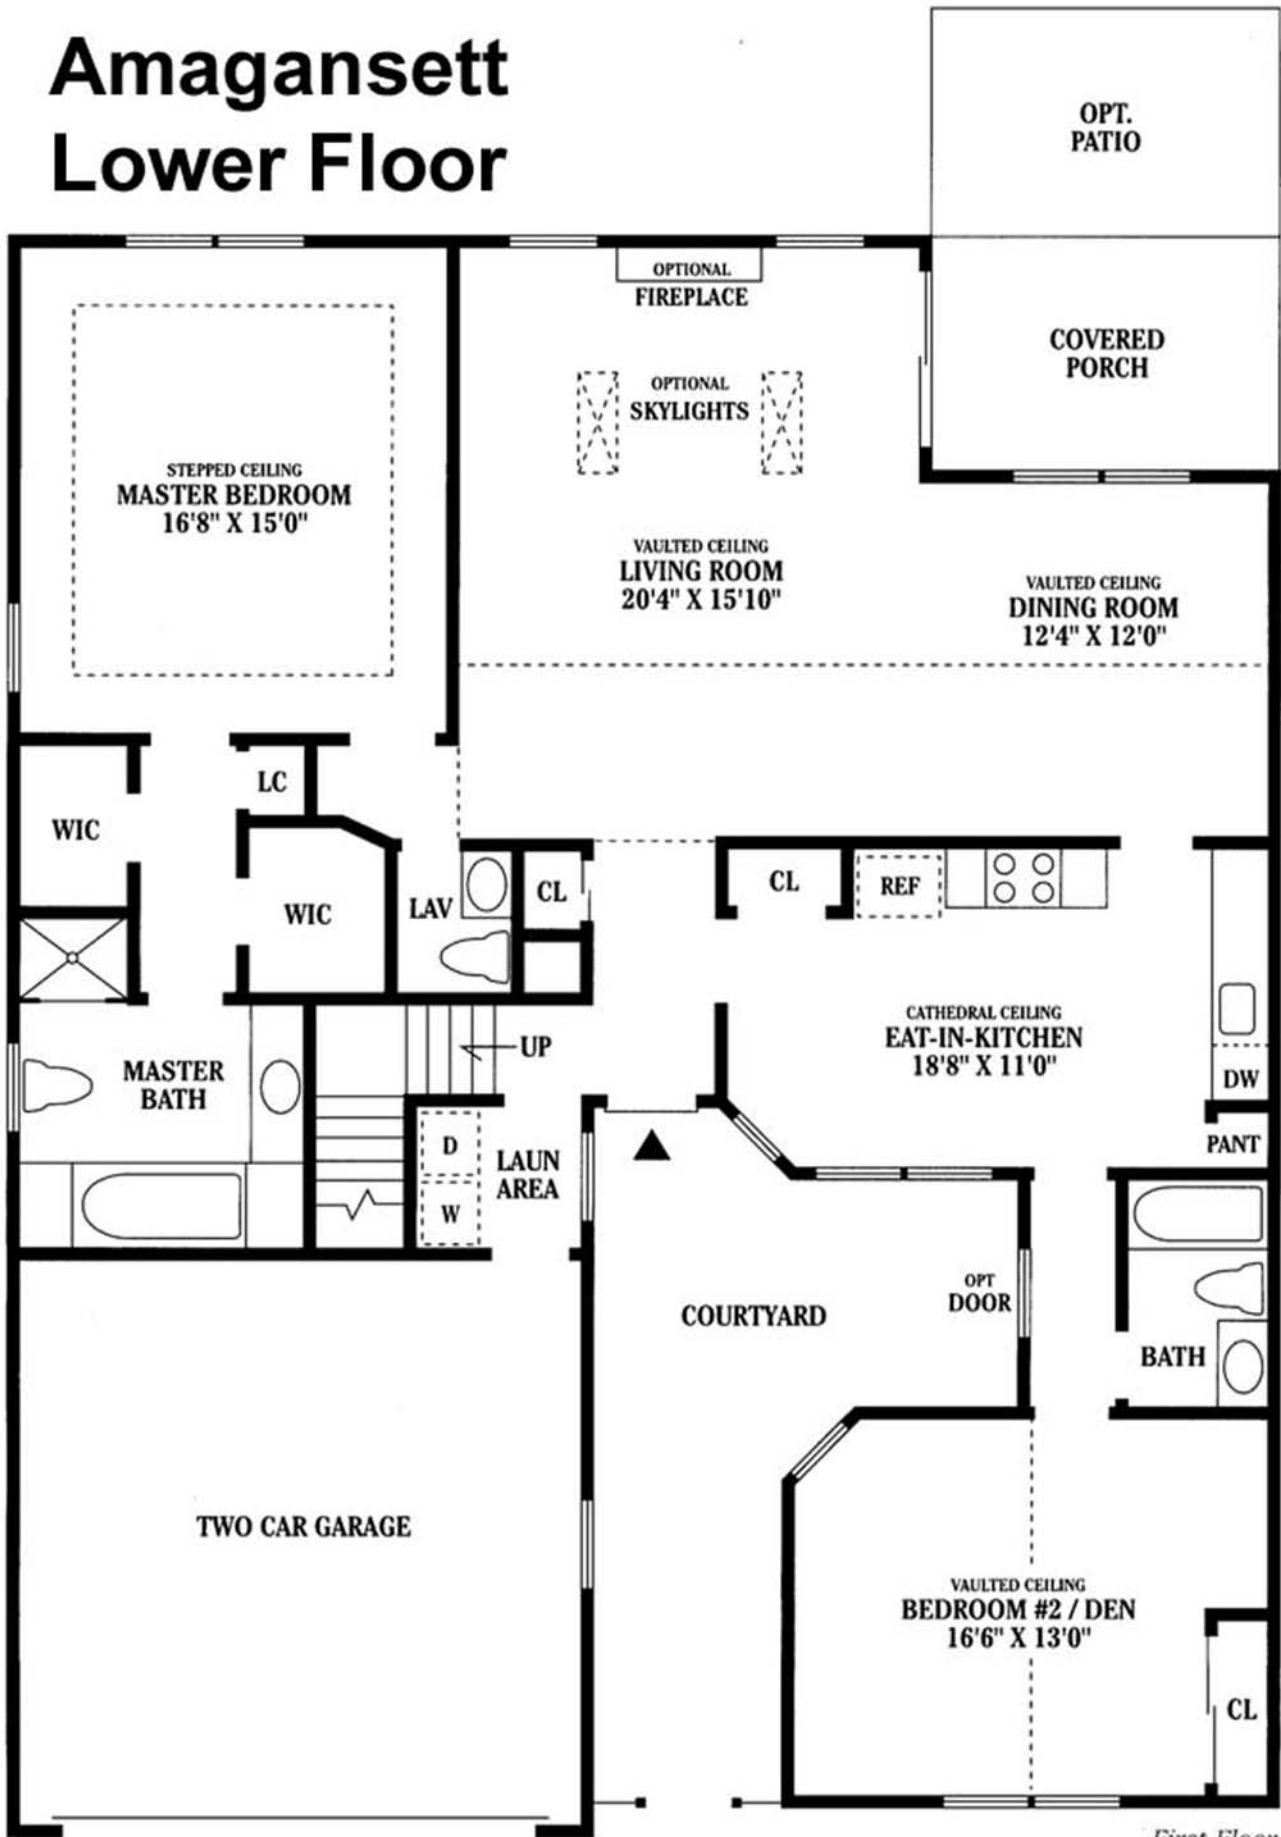 Amagansett
Lower Floor
OPT.
PATIO
OPTIONAL
FIREPLACE
COVERED
PORCH
OPTIONAL
SKYLIGHTS
STEPPED CEILING
MASTER BEDROOM
16'8" X 15'0"
VAULTED CEILING
LIVING ROOM
20'4" X 15'10"
VAULTED CEILING
DINING ROOM
12'4" X 12'0"
LC
WIC
WIC
LAV
CL
CL
REF
CATHEDRAL CEILING
EAT-IN-KITCHEN
18'8" X 11'0"
UP
MASTER
BATH
DW
D
LAUN
AREA
W
PANT
OPT
DOOR
COURTYARD
BATH
TWO CAR GARAGE
VAULTED CEILING
BEDROOM #2 / DEN
16'6" X 13'0"
CL
First Floor